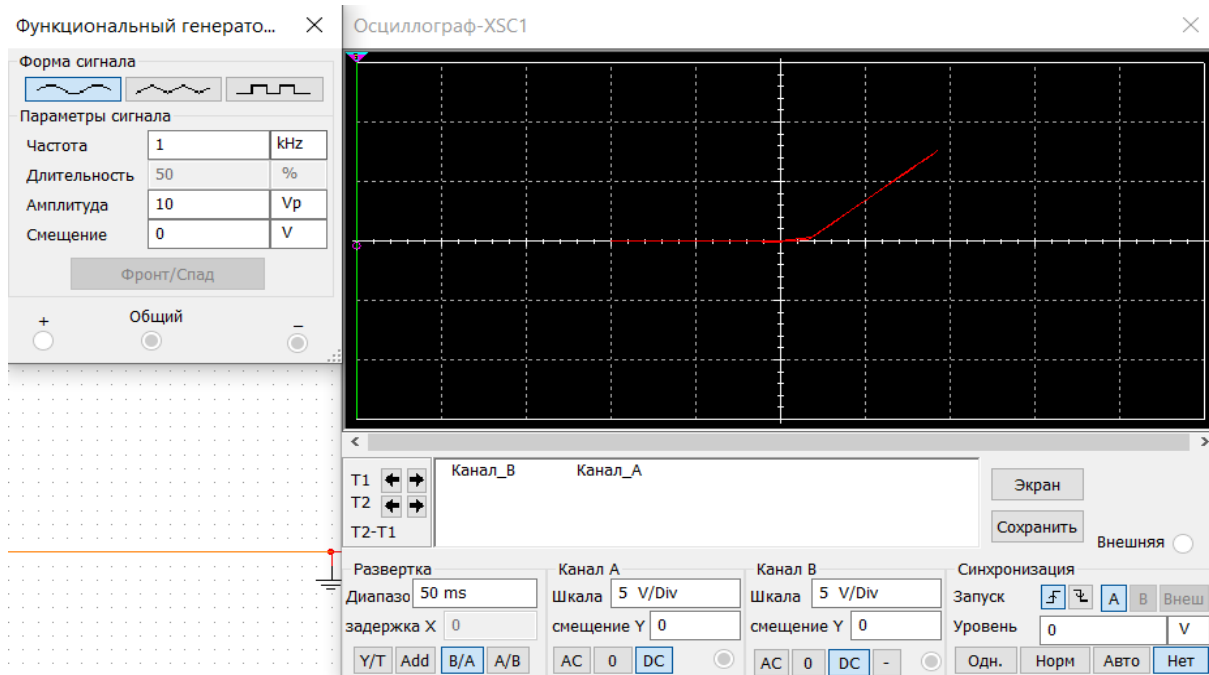 Функциональный генерато...
Форма сигнала
Параметры сигнала
Частота 1 kHz
Длительность 50 %
Амплитуда 10 Vp
Смещение 0 V
Фронт/Спад
+ Общий −
Осциллограф-XSC1
T1 Канал_B Канал_A
T2
T2-T1
Экран
Сохранить
Внешняя
Развертка
Диапазо 50 ms
задержка X 0
Y/T Add B/A A/B
Канал A
Шкала 5 V/Div
смещение Y 0
AC 0 DC
Канал B
Шкала 5 V/Div
смещение Y 0
AC 0 DC -
Синхронизация
Запуск A B Внеш
Уровень 0 V
Одн. Норм Авто Нет